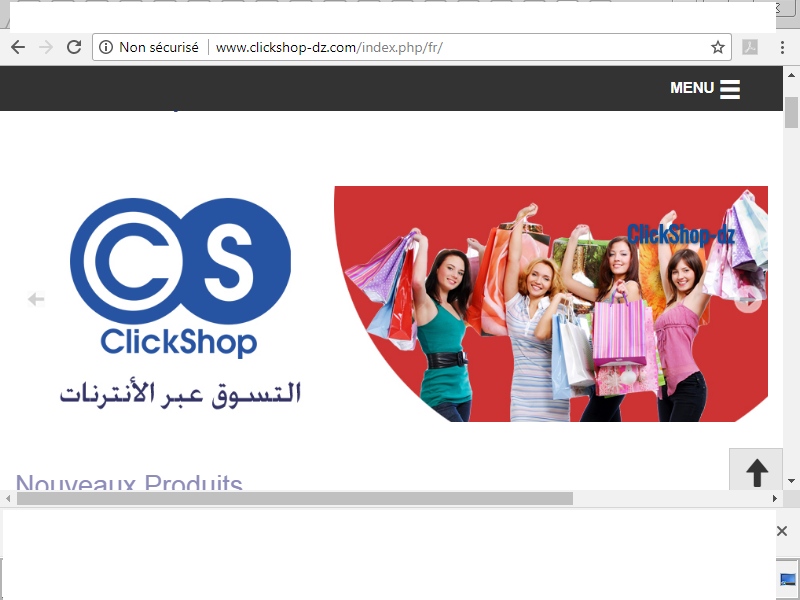 Non sécurisé
www.clickshop-dz.com/index.php/fr/
MENU
CS
ClickShop
التسوق عبر الأنترنات
ClickShop-dz
Nouveaux Produits